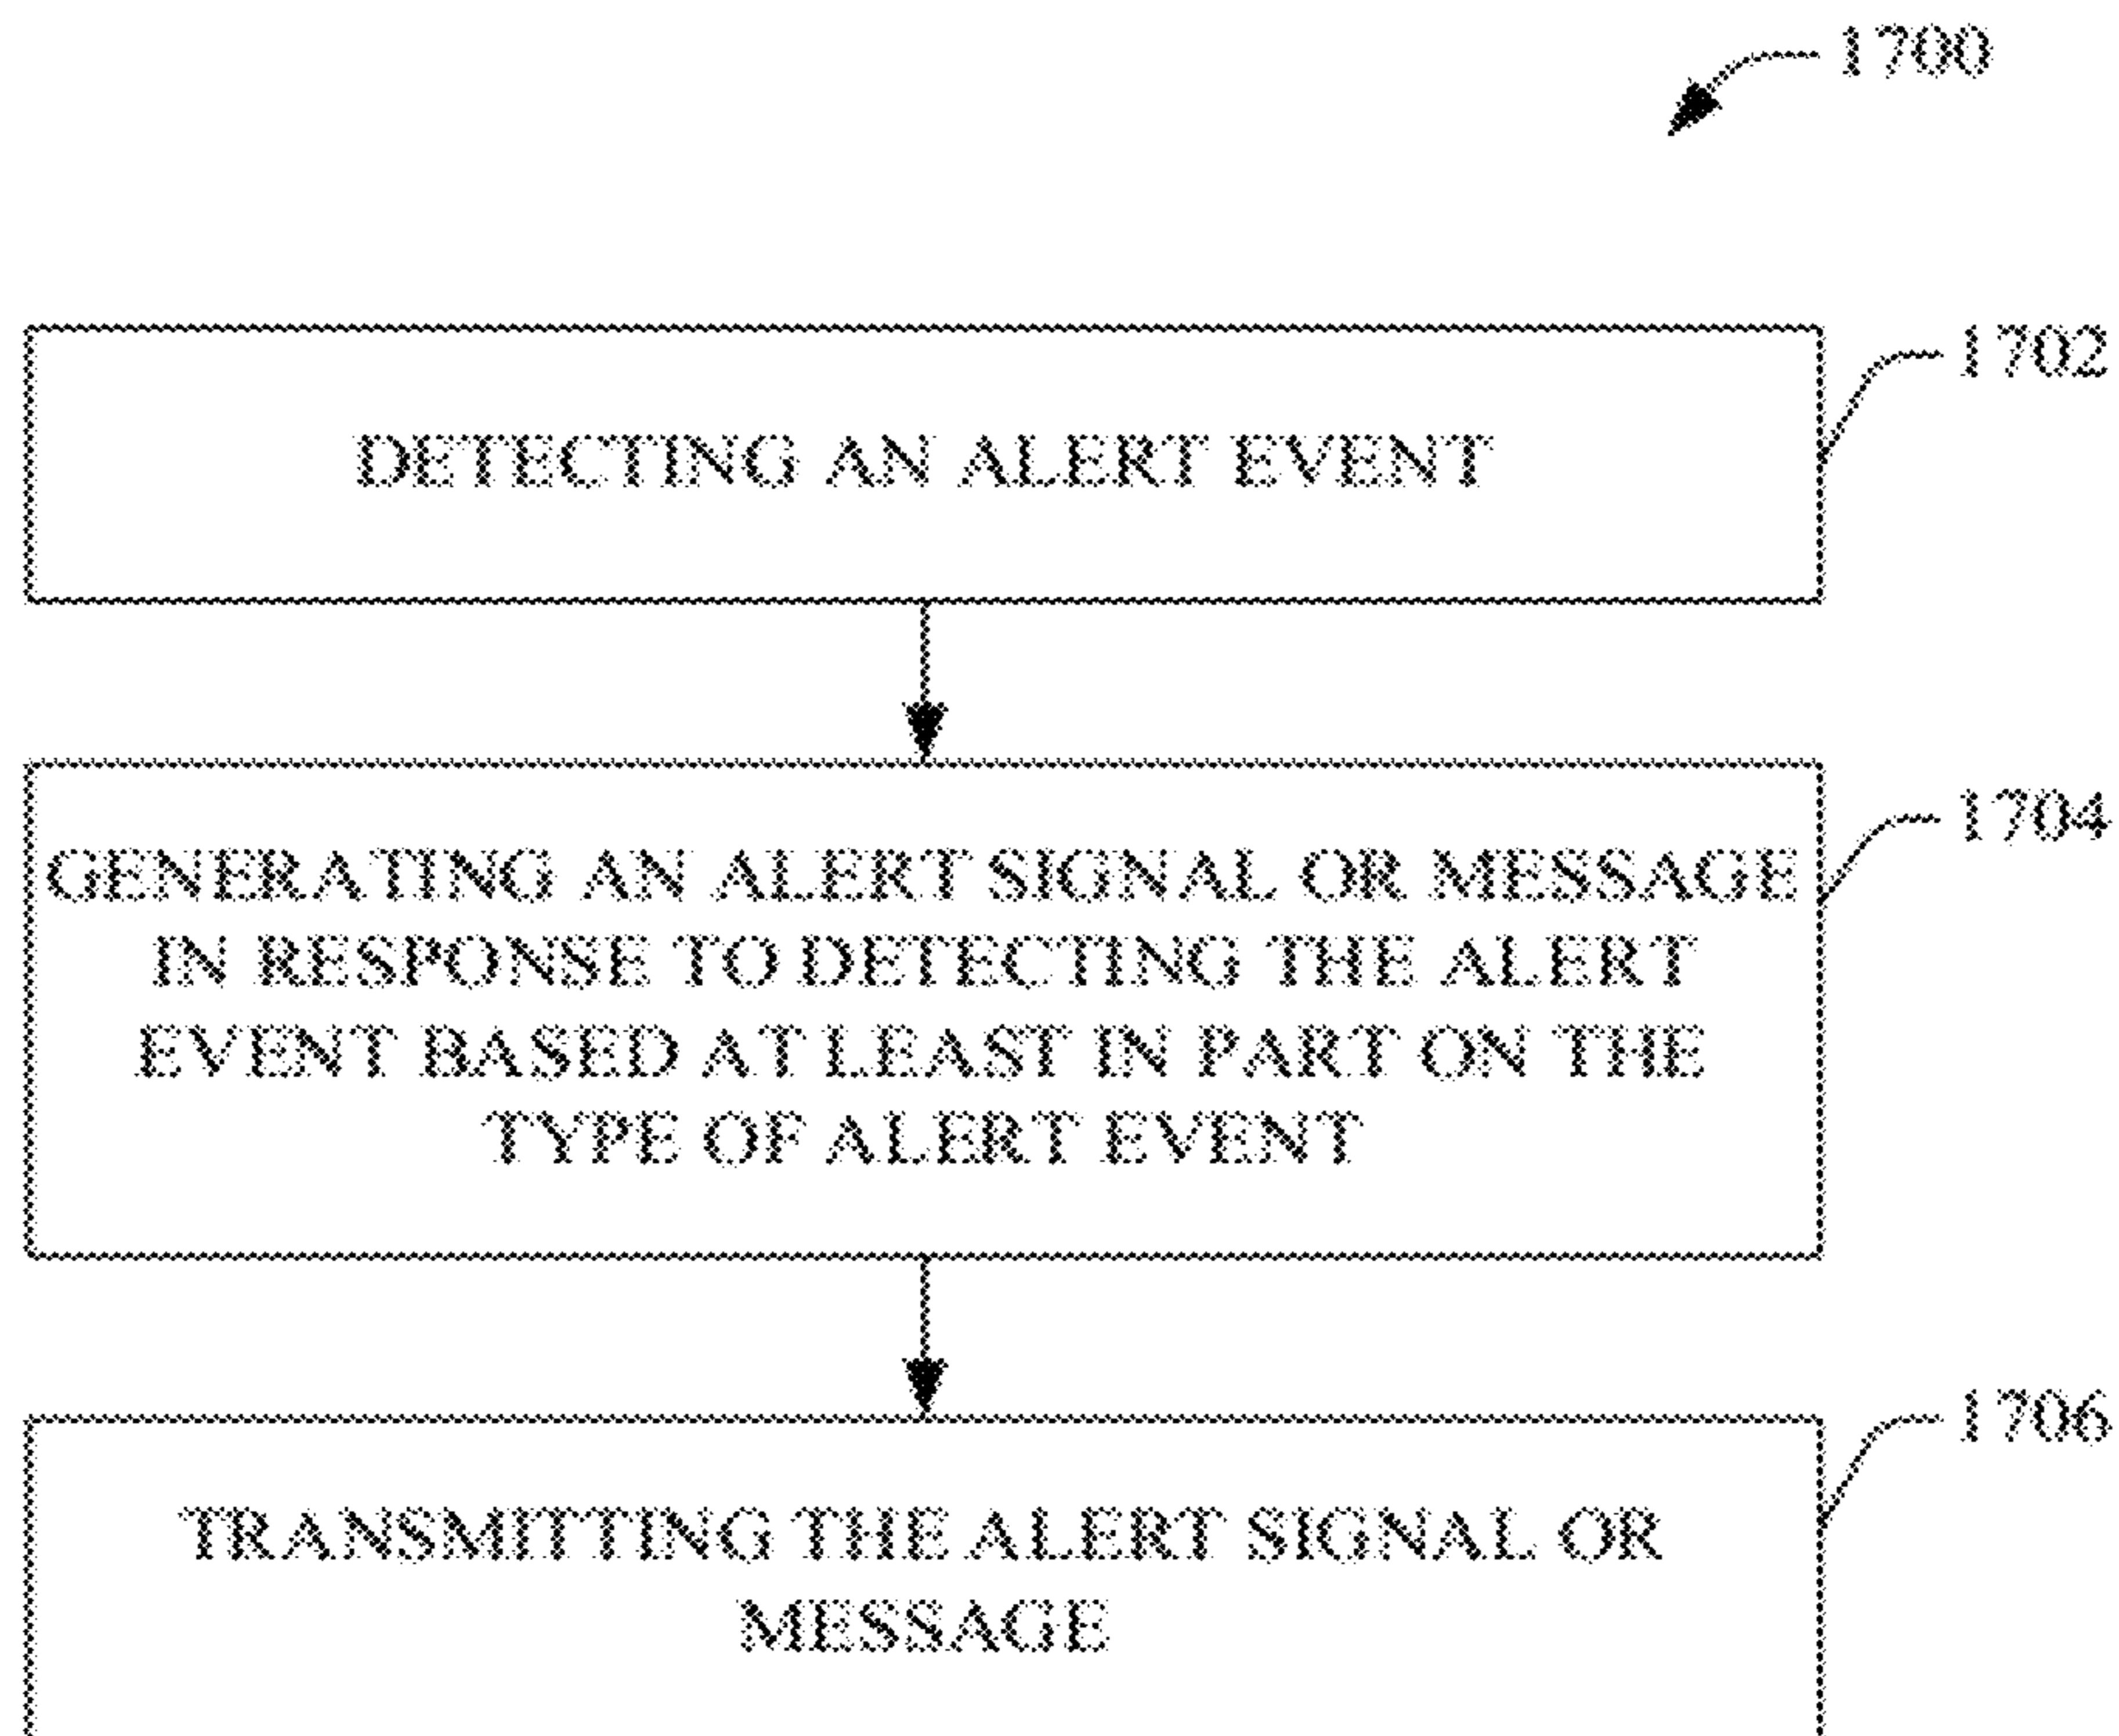 1700
1702
DETECTING AN ALERT EVENT
1704
GENERATING AN ALERT SIGNAL OR MESSAGE
IN RESPONSE TO DETECTING THE ALERT
EVENT BASED AT LEAST IN PART ON THE
TYPE OF ALERT EVENT
1706
TRANSMITTING THE ALERT SIGNAL OR
MESSAGE